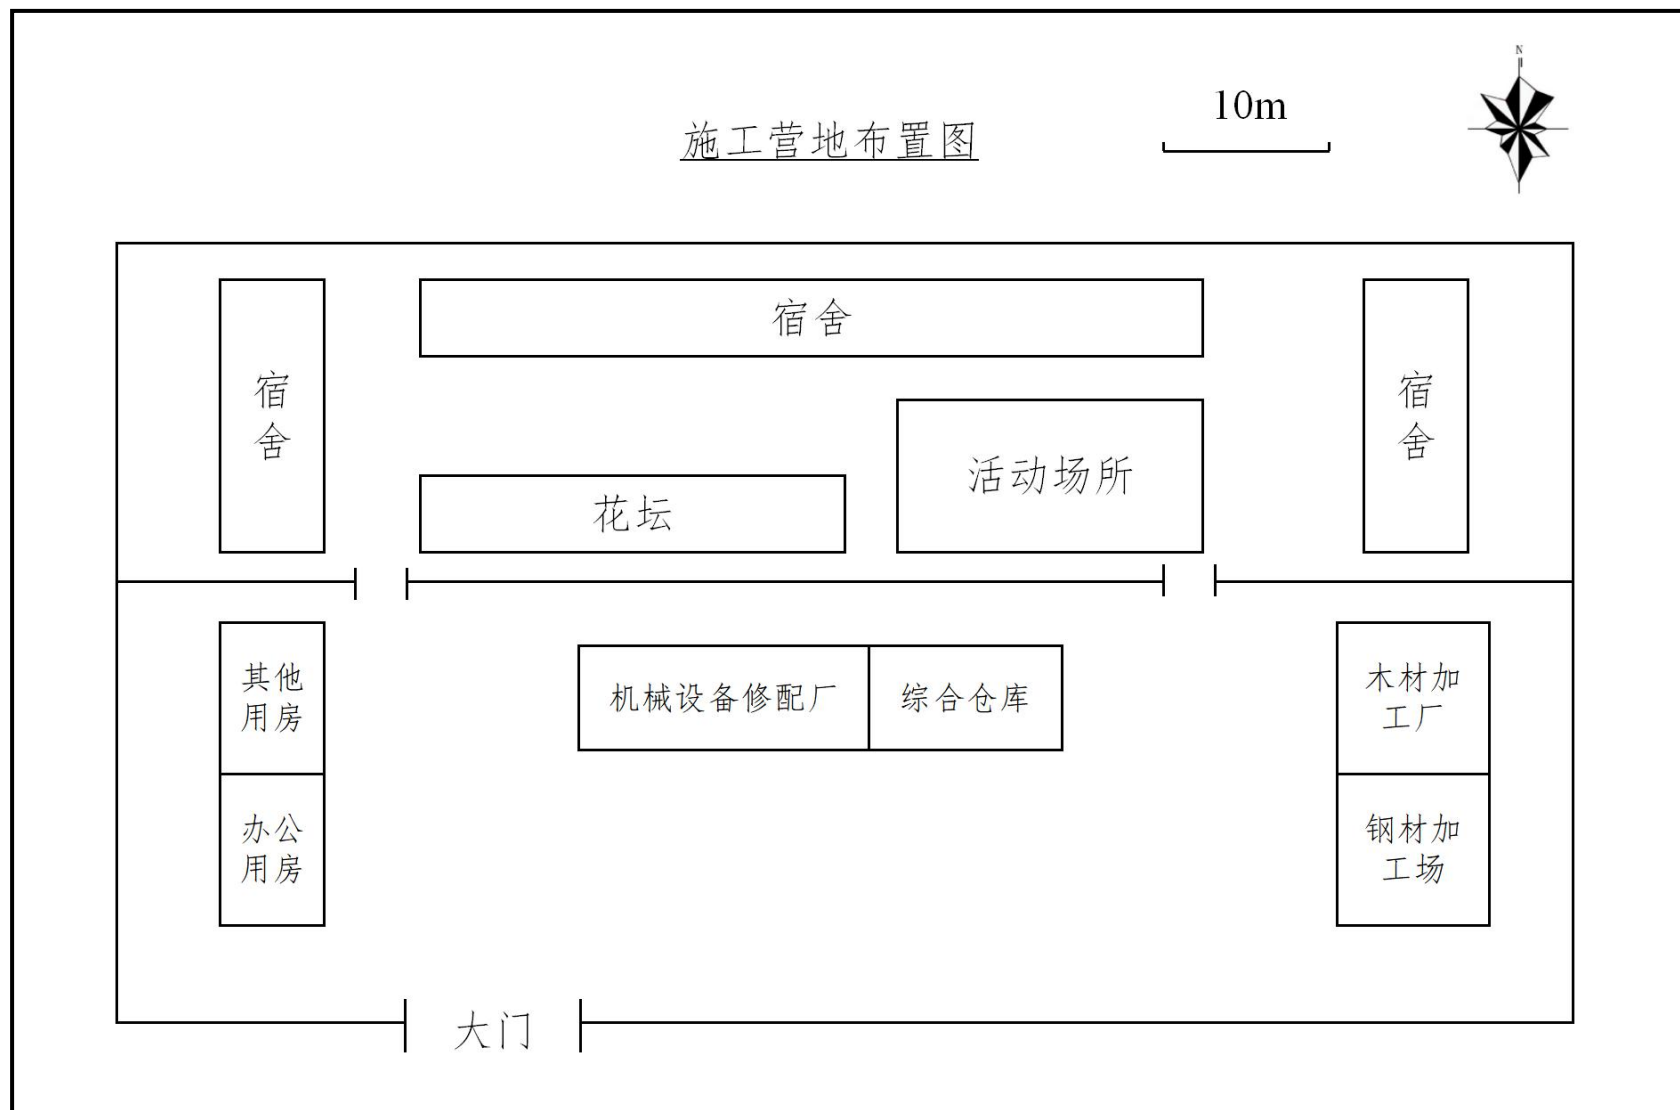 N
10m
施工营地布置图
宿舍
宿
舍
宿
舍
活动场所
花坛
其他
用房
机械设备修配厂
综合仓库
木材加
工厂
办公
用房
钢材加
工场
大门